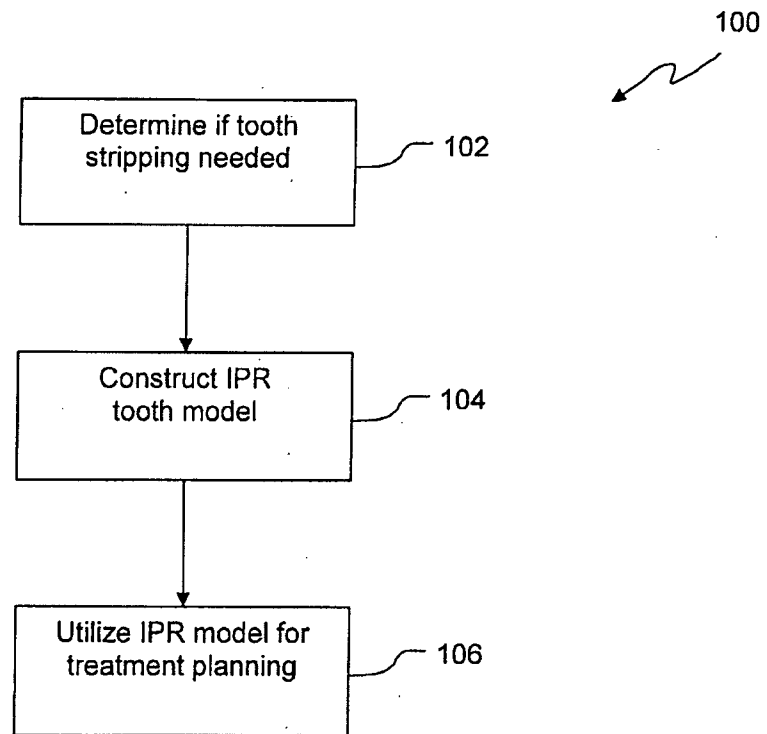 100
Determine if tooth
stripping needed
102
Construct IPR
tooth model
104
Utilize IPR model for
treatment planning
106